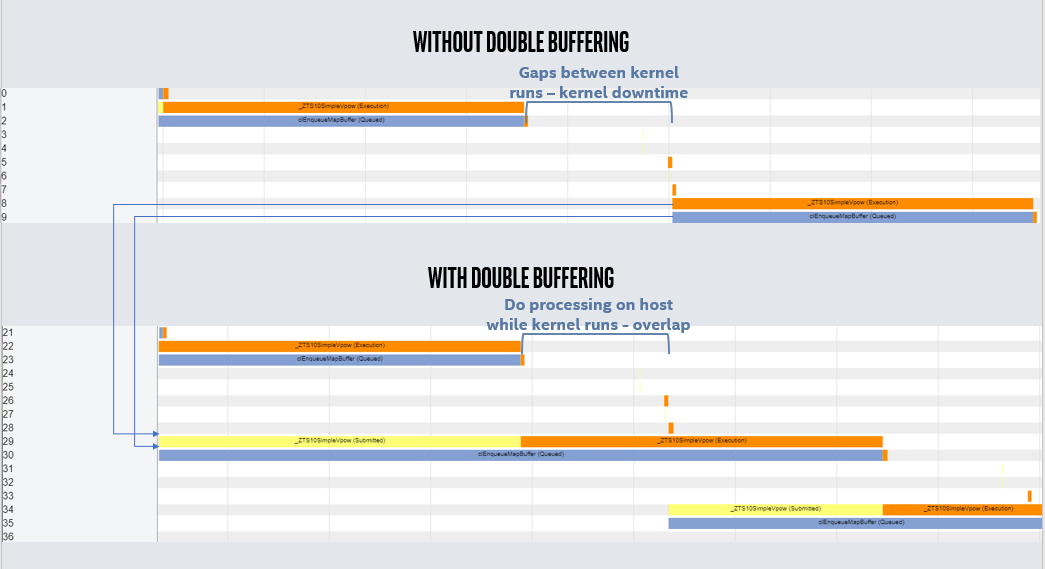 WITHOUT DOUBLE BUFFERING
Gaps between kernel
runs – kernel downtime
0
1 _ZTS10SimpleVpow (Execution)
2 clEnqueueMapBuffer (Queued)
3
4
5
6
7
8 _ZTS10SimpleVpow (Execution)
9 clEnqueueMapBuffer (Queued)
WITH DOUBLE BUFFERING
Do processing on host
while kernel runs – overlap
21
22 _ZTS10SimpleVpow (Execution)
23 clEnqueueMapBuffer (Queued)
24
25
26
27
28
29 _ZTS10SimpleVpow (Submitted) _ZTS10SimpleVpow (Execution)
30 clEnqueueMapBuffer (Queued)
31
32
33
34 _ZTS10SimpleVpow (Submitted) _ZTS10SimpleVpow (Execution)
35 clEnqueueMapBuffer (Queued)
36